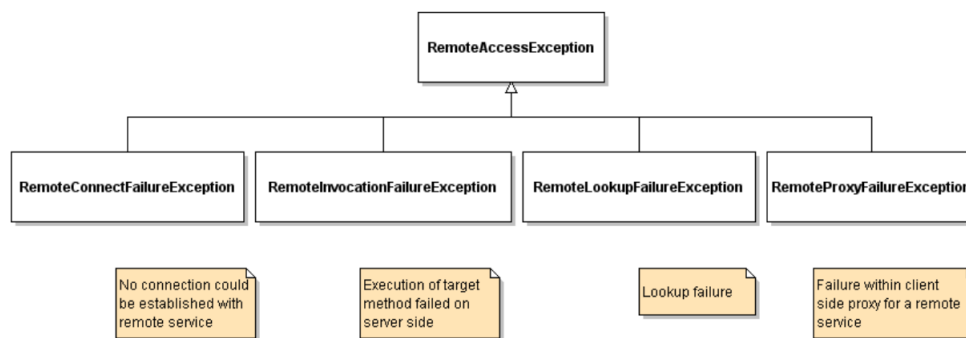 RemoteAccessException
RemoteConnectFailureException
RemoteInvocationFailureException
RemoteLookupFailureException
RemoteProxyFailureException
No connection could
be established with
remote service
Execution of target
method failed on
server side
Lookup failure
Failure within client
side proxy for a remote
service